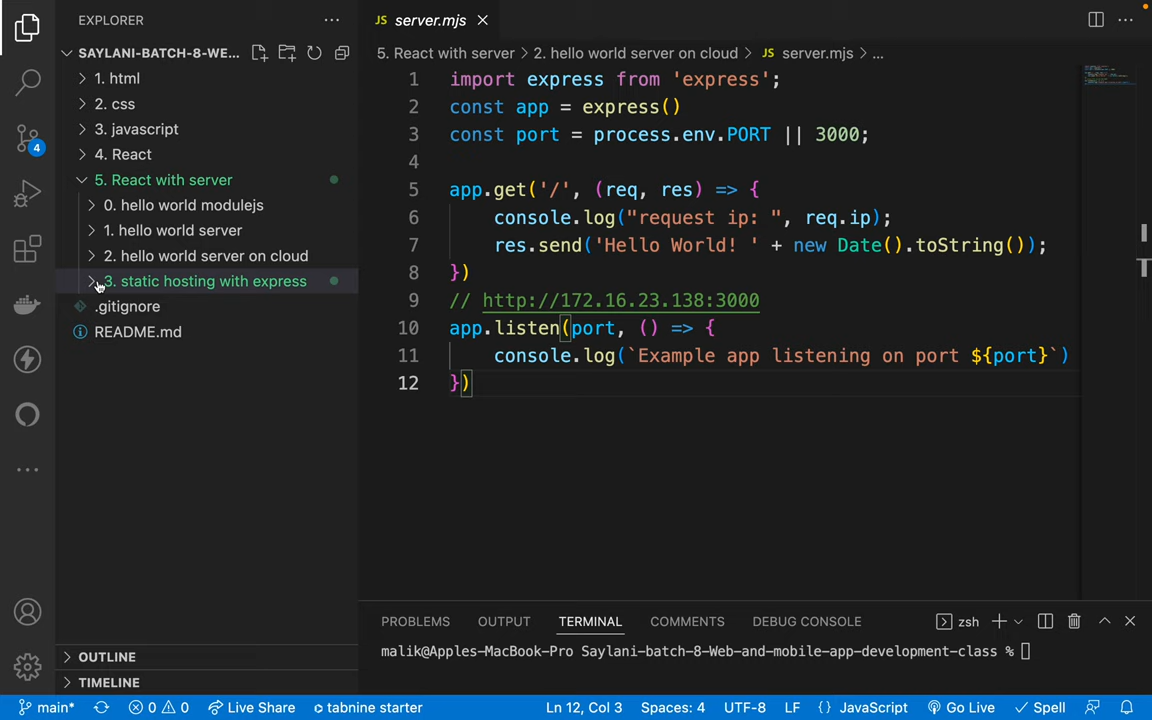 EXPLORER
SAYLANI-BATCH-8-WE...
1. html
2. css
3. javascript
4. React
5. React with server
0. hello world modulejs
1. hello world server
2. hello world server on cloud
3. static hosting with express
.gitignore
README.md
OUTLINE
TIMELINE
4
JS server.mjs
5. React with server > 2. hello world server on cloud > JS server.mjs > ...
1 import express from 'express';
2 const app = express()
3 const port = process.env.PORT || 3000;
4
5 app.get('/', (req, res) => {
6 console.log("request ip: ", req.ip);
7 res.send('Hello World! ' + new Date().toString());
8 })
9 // http://172.16.23.138:3000
10 app.listen(port, () => {
11 console.log(`Example app listening on port ${port}`)
12 })
PROBLEMS OUTPUT TERMINAL COMMENTS DEBUG CONSOLE zsh
malik@Apples-MacBook-Pro Saylani-batch-8-Web-and-mobile-app-development-class %
main* 0 0 Live Share tabnine starter Ln 12, Col 3 Spaces: 4 UTF-8 LF {} JavaScript Go Live Spell